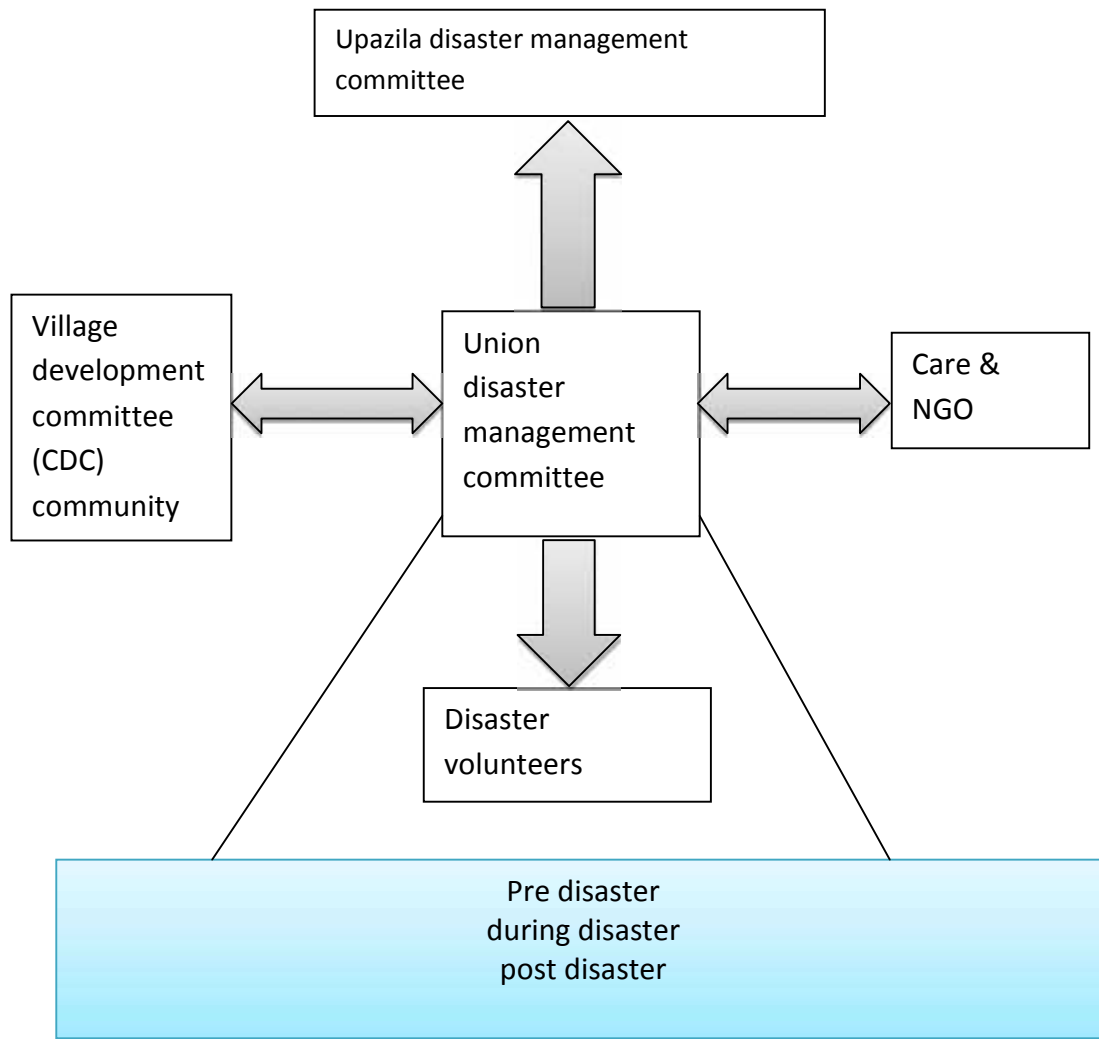 Upazila disaster management
committee
Village
development
committee
(CDC)
community
Union
disaster
management
committee
Care &
NGO
Disaster
volunteers
Pre disaster
during disaster
post disaster